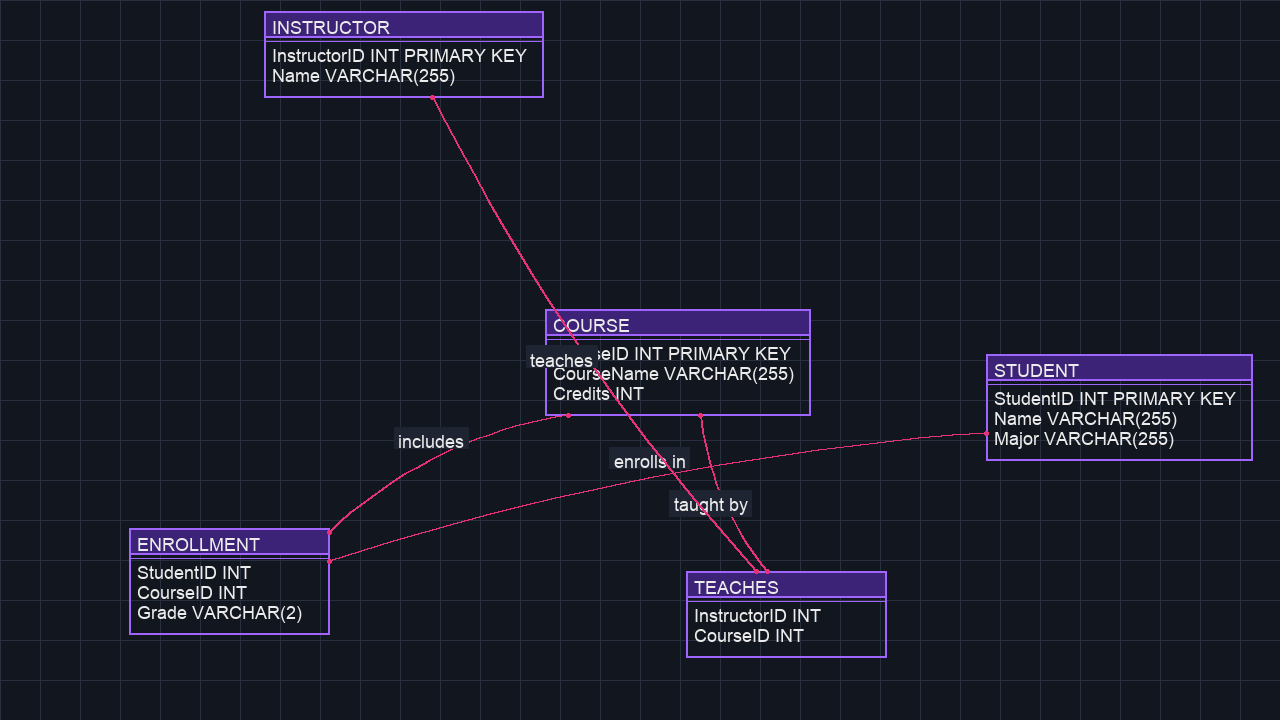 INSTRUCTOR
InstructorID INT PRIMARY KEY
Name VARCHAR(255)
COURSE
seID INT PRIMARY KEY
CourseName VARCHAR(255)
Credits INT
teaches
STUDENT
StudentID INT PRIMARY KEY
Name VARCHAR(255)
Major VARCHAR(255)
includes
enrolls in
taught by
ENROLLMENT
StudentID INT
CourseID INT
Grade VARCHAR(2)
TEACHES
InstructorID INT
CourseID INT